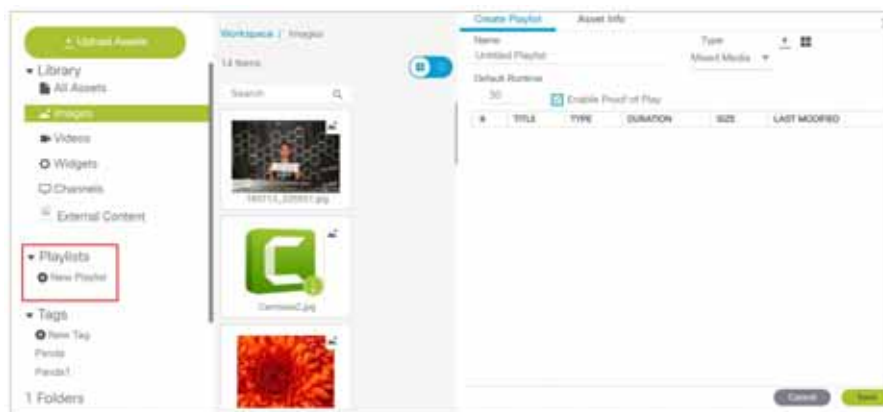 Upload Assets
Library
All Assets
Images
Videos
Widgets
Channels
External Content
Playlists
New Playlist
Tags
New Tag
Panda
Panda1
1 Folders
Workspace / Images
14 Items
Search
Camtasia2.jpg
Create Playlist
Asset Info
Name
Untitled Playlist
Type
Mixed Media
Default Runtime
30
Enable Proof of Play
# TITLE TYPE DURATION SIZE LAST MODIFIED
Cancel
Save